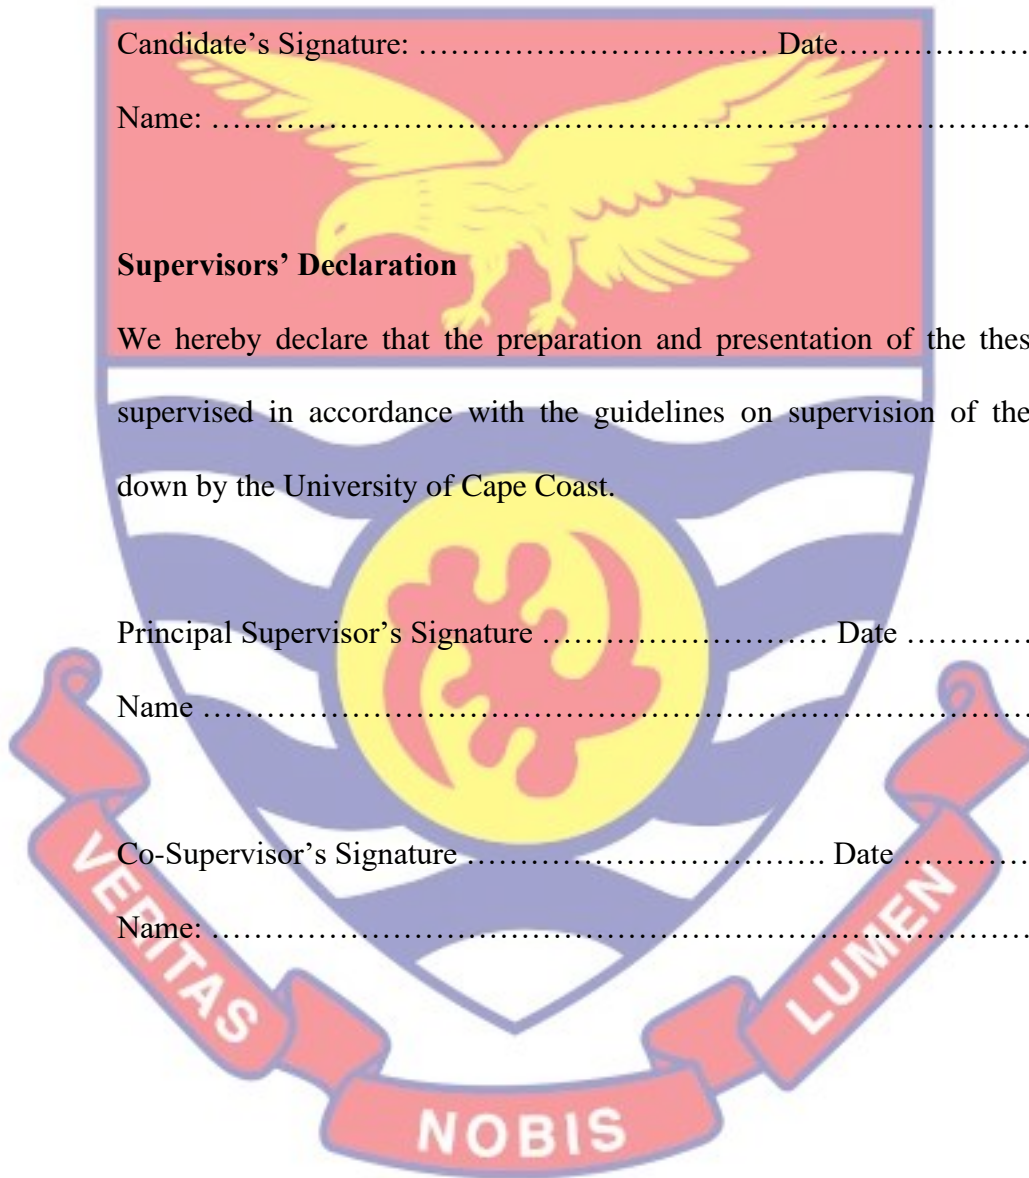 Candidate’s Signature: …………………………… Date………………
Name: ……………………………………………………………………
Supervisors’ Declaration
We hereby declare that the preparation and presentation of the thes
supervised in accordance with the guidelines on supervision of the
down by the University of Cape Coast.
Principal Supervisor’s Signature ………………………… Date …………
Name ……………………………………………………………………
Co-Supervisor’s Signature ……………………………. Date …………
Name: ……………………………………………………………………
VERITAS
NOBIS
LUMEN